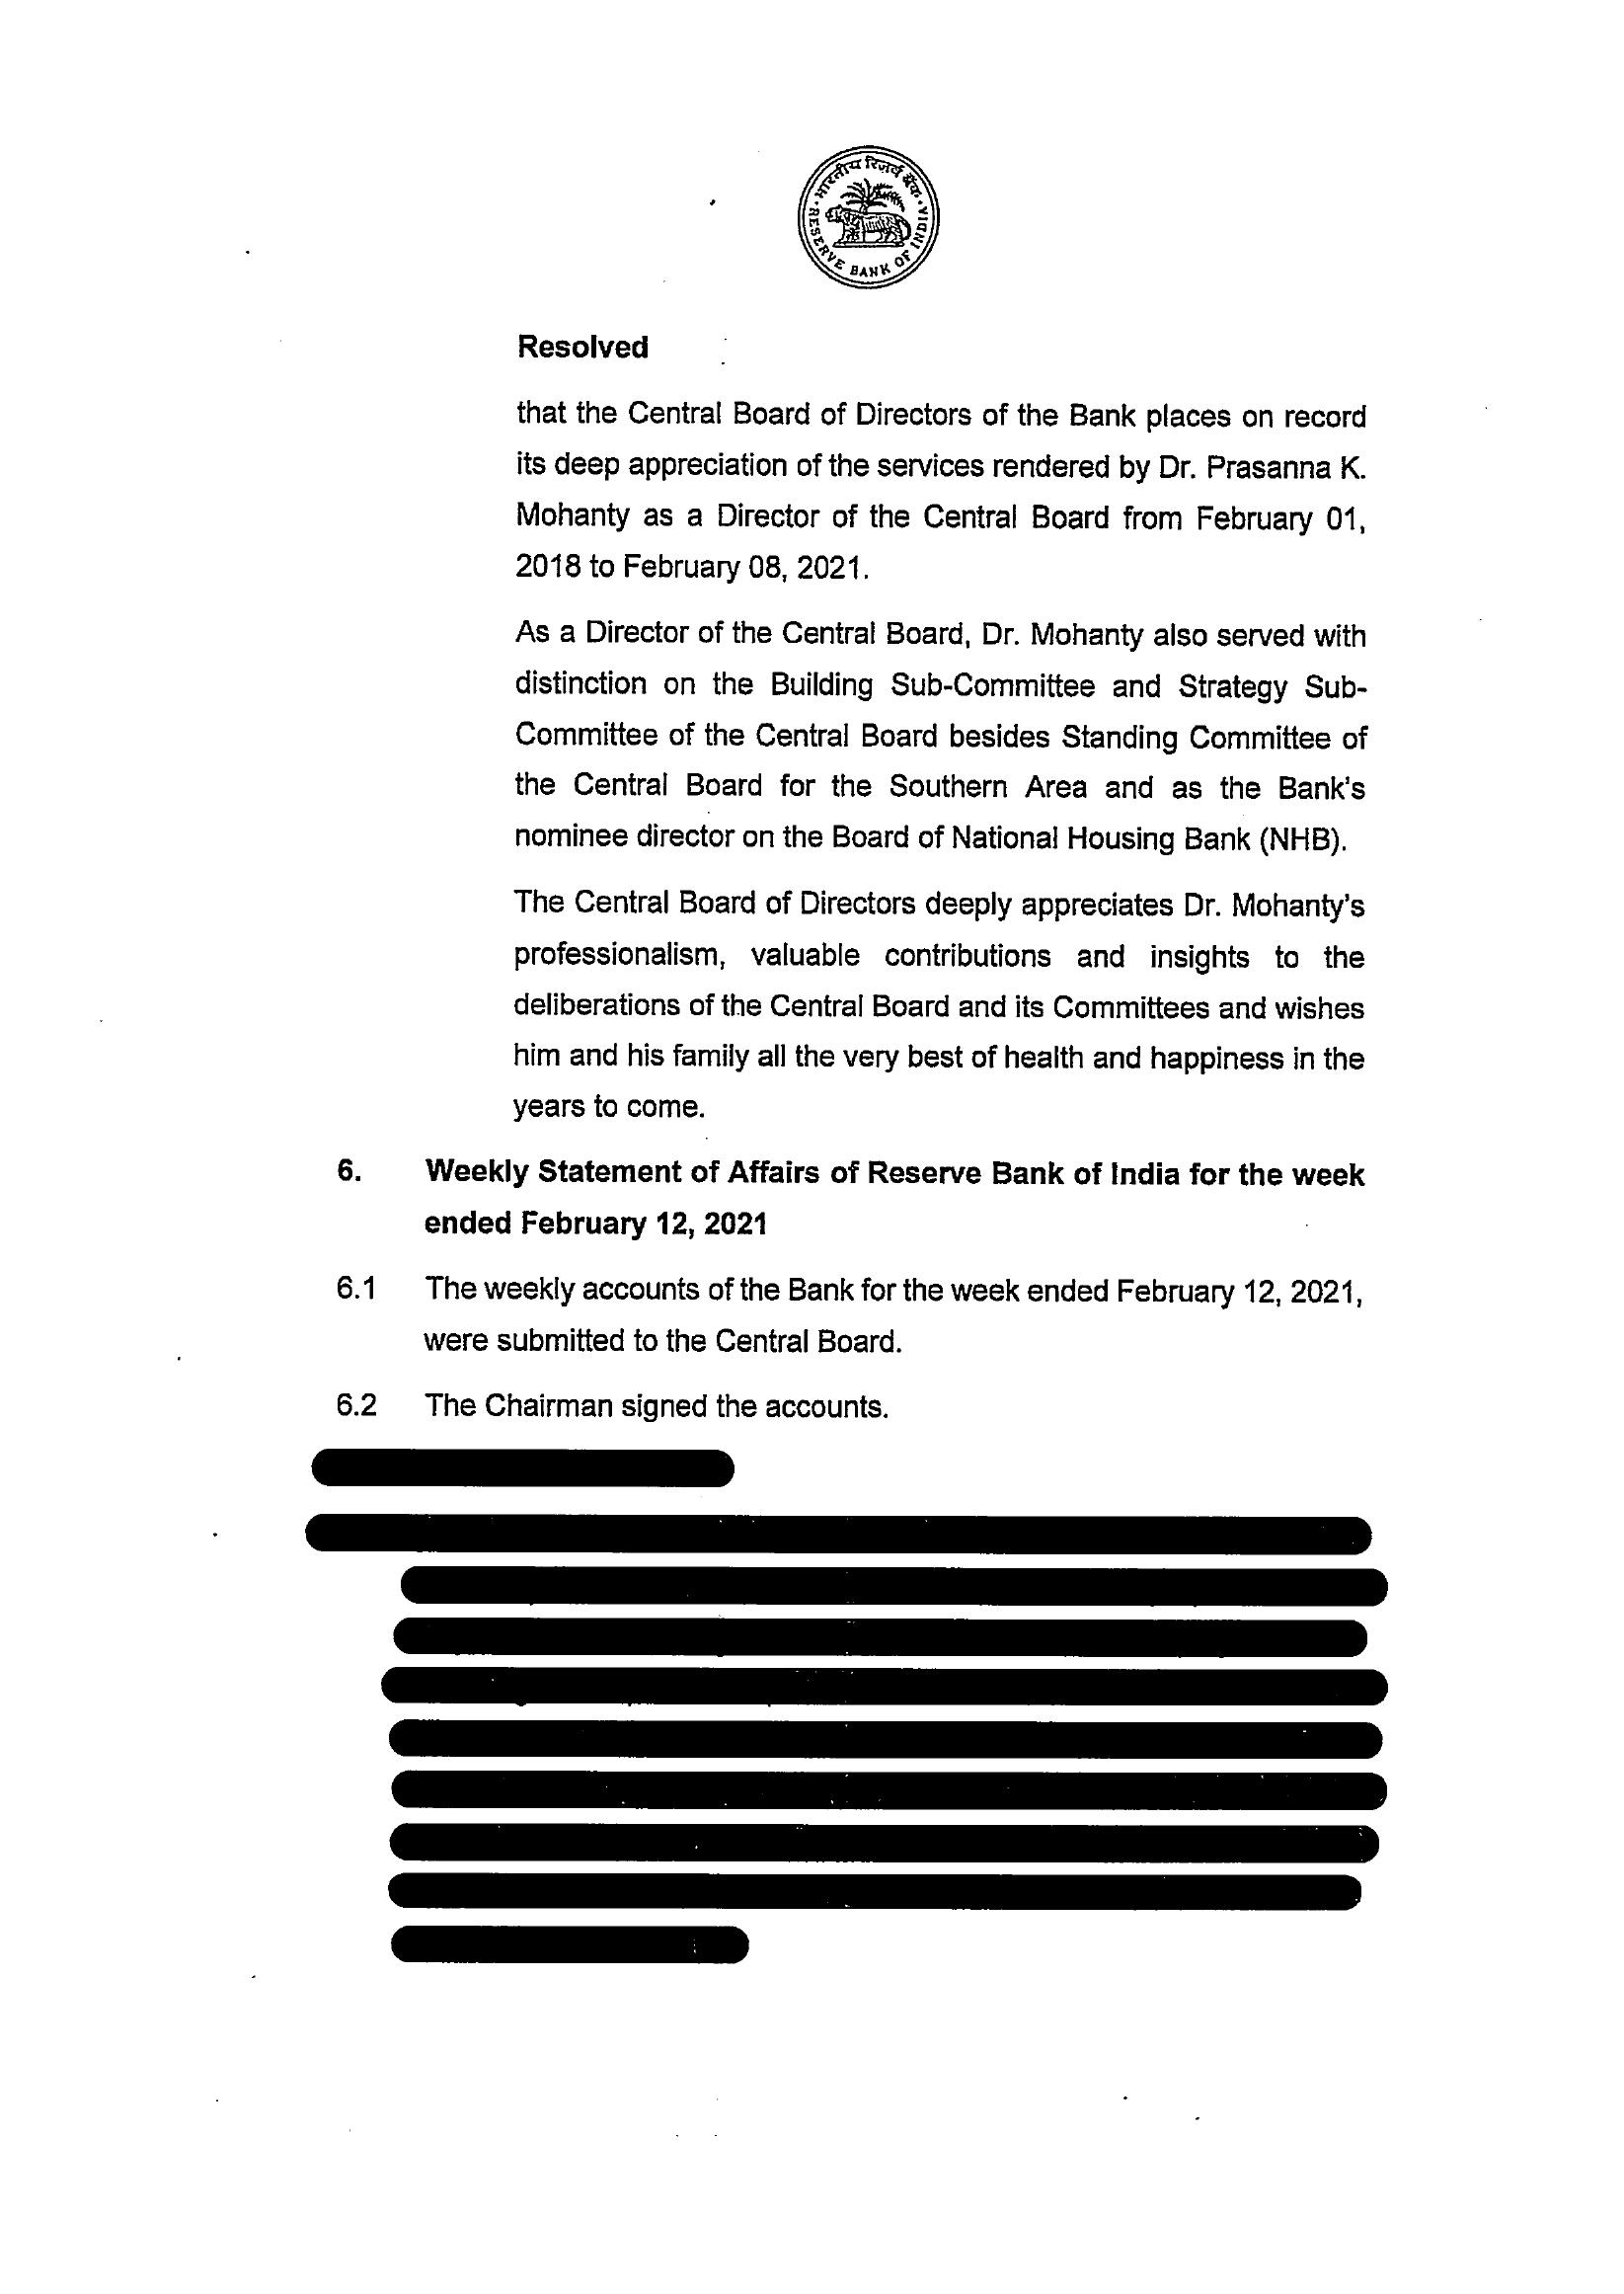 भारतीय रिज़र्व बैंक
RESERVE BANK OF INDIA
Resolved
that the Central Board of Directors of the Bank places on record
its deep appreciation of the services rendered by Dr. Prasanna K.
Mohanty as a Director of the Central Board from February 01,
2018 to February 08, 2021.
As a Director of the Central Board, Dr. Mohanty also served with
distinction on the Building Sub-Committee and Strategy Sub-
Committee of the Central Board besides Standing Committee of
the Central Board for the Southern Area and as the Bank's
nominee director on the Board of National Housing Bank (NHB).
The Central Board of Directors deeply appreciates Dr. Mohanty's
professionalism, valuable contributions and insights to the
deliberations of the Central Board and its Committees and wishes
him and his family all the very best of health and happiness in the
years to come.
6. Weekly Statement of Affairs of Reserve Bank of India for the week
ended February 12, 2021
6.1 The weekly accounts of the Bank for the week ended February 12, 2021,
were submitted to the Central Board.
6.2 The Chairman signed the accounts.